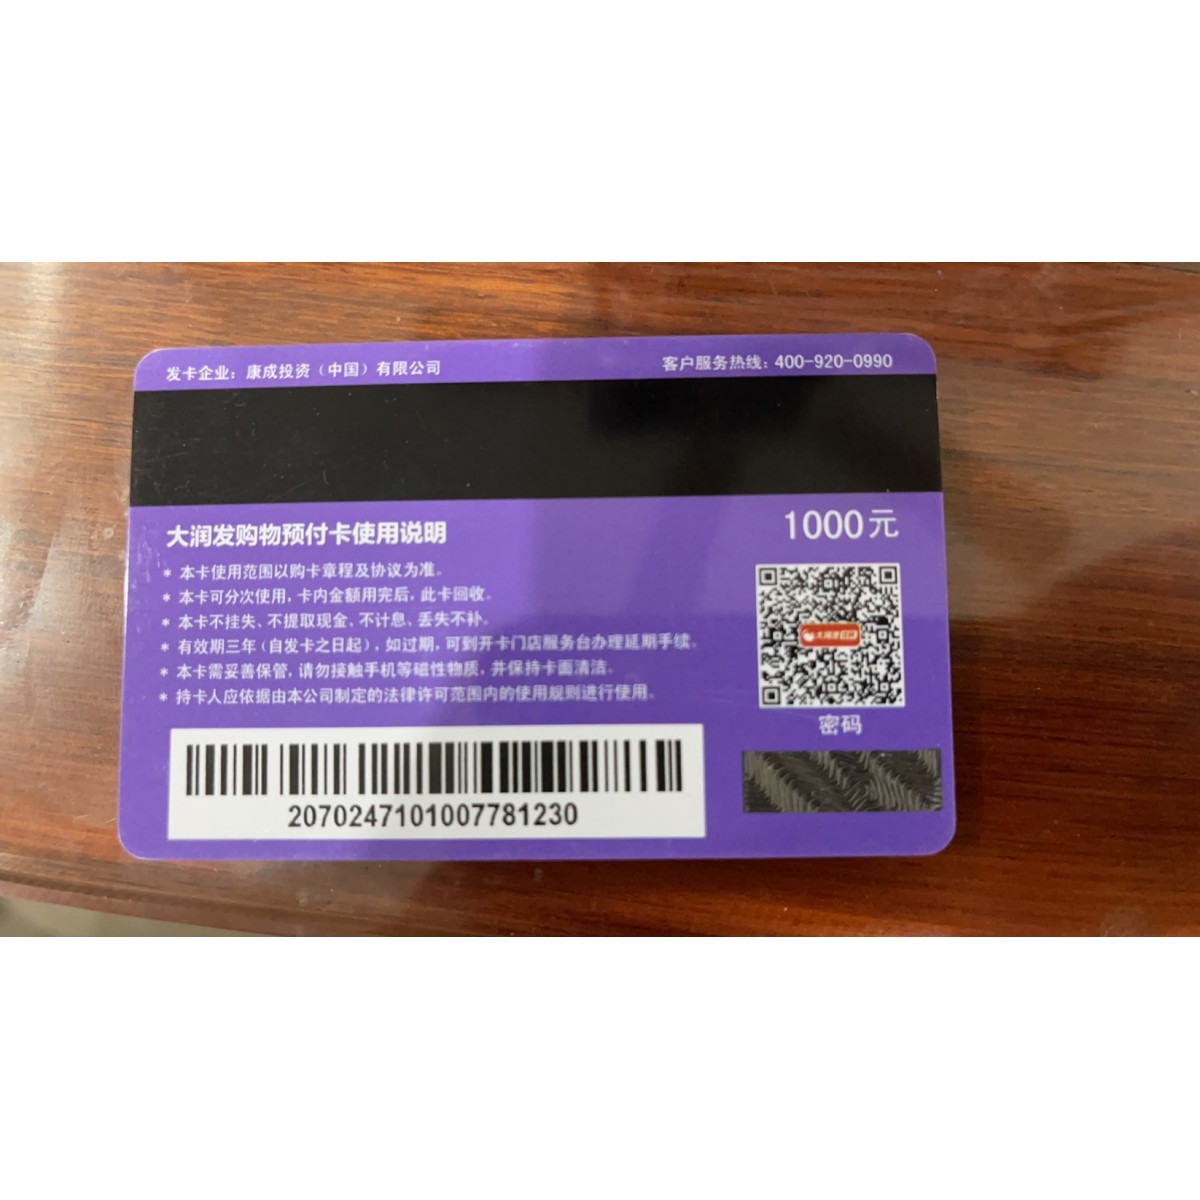 发卡企业：康成投资（中国）有限公司
客户服务热线：400-920-0990
大润发购物预付卡使用说明
1000元
* 本卡使用范围以购卡章程及协议为准。
* 本卡可分次使用，卡内金额用完后，此卡回收。
* 本卡不挂失、不提取现金、不计息、丢失不补。
* 有效期三年（自发卡之日起），如过期，可到开卡门店服务台办理延期手续。
* 本卡需妥善保管，请勿接触手机等磁性物质，并保持卡面清洁。
* 持卡人应依据由本公司制定的法律许可范围内的使用规则进行使用。
密码
2070247101007781230